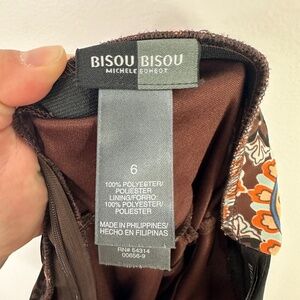 BISOU BISOU
MICHELE BOHBOT
6
100% POLYESTER/
POLIESTER
LINING/FORRO:
100% POLYESTER/
POLIESTER
MADE IN PHILIPPINES/
HECHO EN FILIPINAS
RN# 54314
00656-9